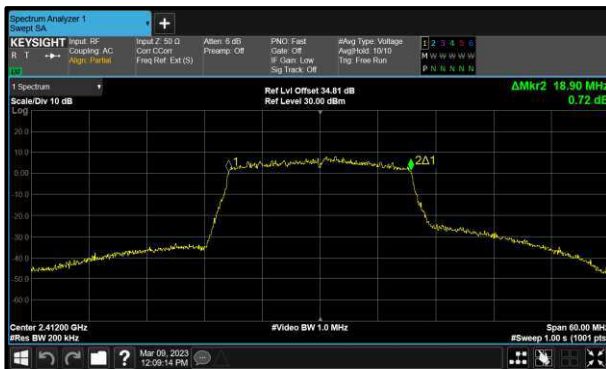 Spectrum Analyzer 1
Swept SA
+
KEYSIGHT
R T
Input: RF
Coupling: AC
Align: Partial
Input Z: 50 Ω
Corr CCorr
Freq Ref: Ext (S)
Atten: 6 dB
Preamp: Off
PNO: Fast
Gate: Off
IF Gain: Low
Sig Track: Off
#Avg Type: Voltage
Avg|Hold: 10/10
Trig: Free Run
1 2 3 4 5 6
M W W W W W
P N N N N N
1 Spectrum
Scale/Div 10 dB
Ref Lvl Offset 34.81 dB
Ref Level 30.00 dBm
ΔMkr2 18.90 MHz
0.72 dB
Log
20.0
10.0
0.00
-10.0
-20.0
-30.0
-40.0
-50.0
-60.0
1
2Δ1
Center 2.41200 GHz
#Res BW 200 kHz
#Video BW 1.0 MHz
Span 60.00 MHz
#Sweep 1.00 s (1001 pts)
?
Mar 09, 2023
12:09:14 PM